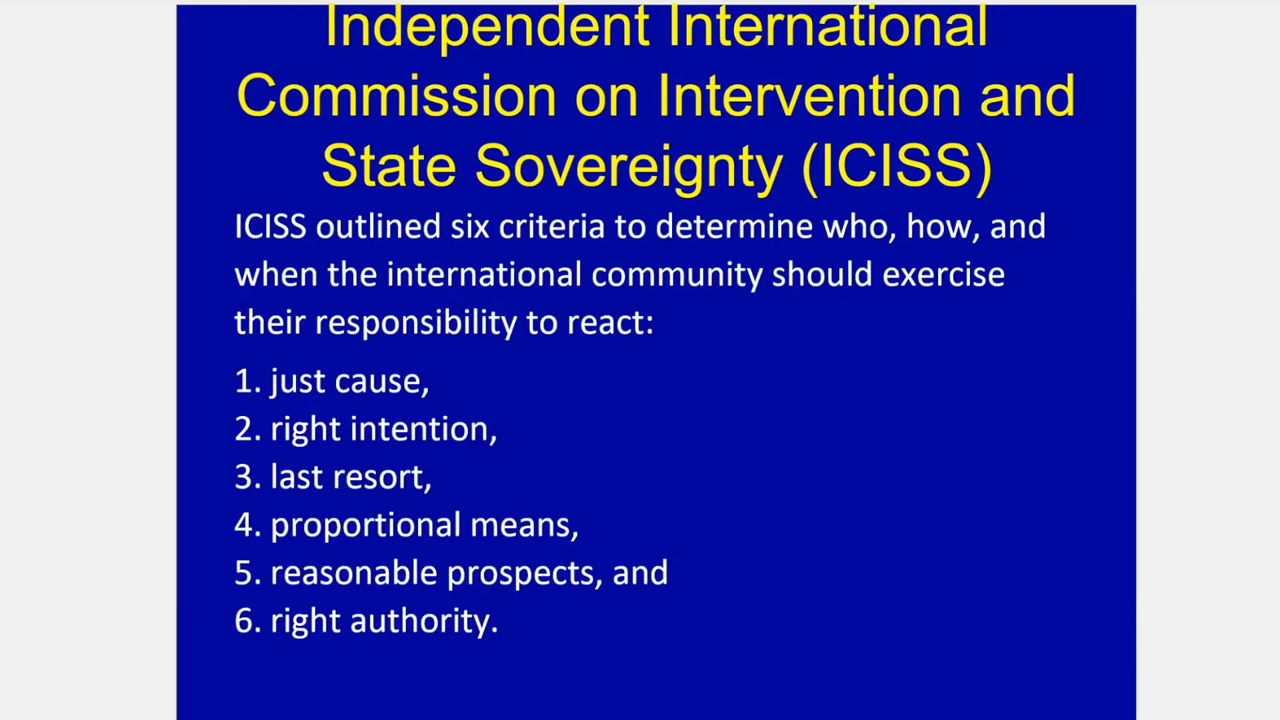 Independent International
Commission on Intervention and
State Sovereignty (ICISS)
ICISS outlined six criteria to determine who, how, and
when the international community should exercise
their responsibility to react:
1. just cause,
2. right intention,
3. last resort,
4. proportional means,
5. reasonable prospects, and
6. right authority.